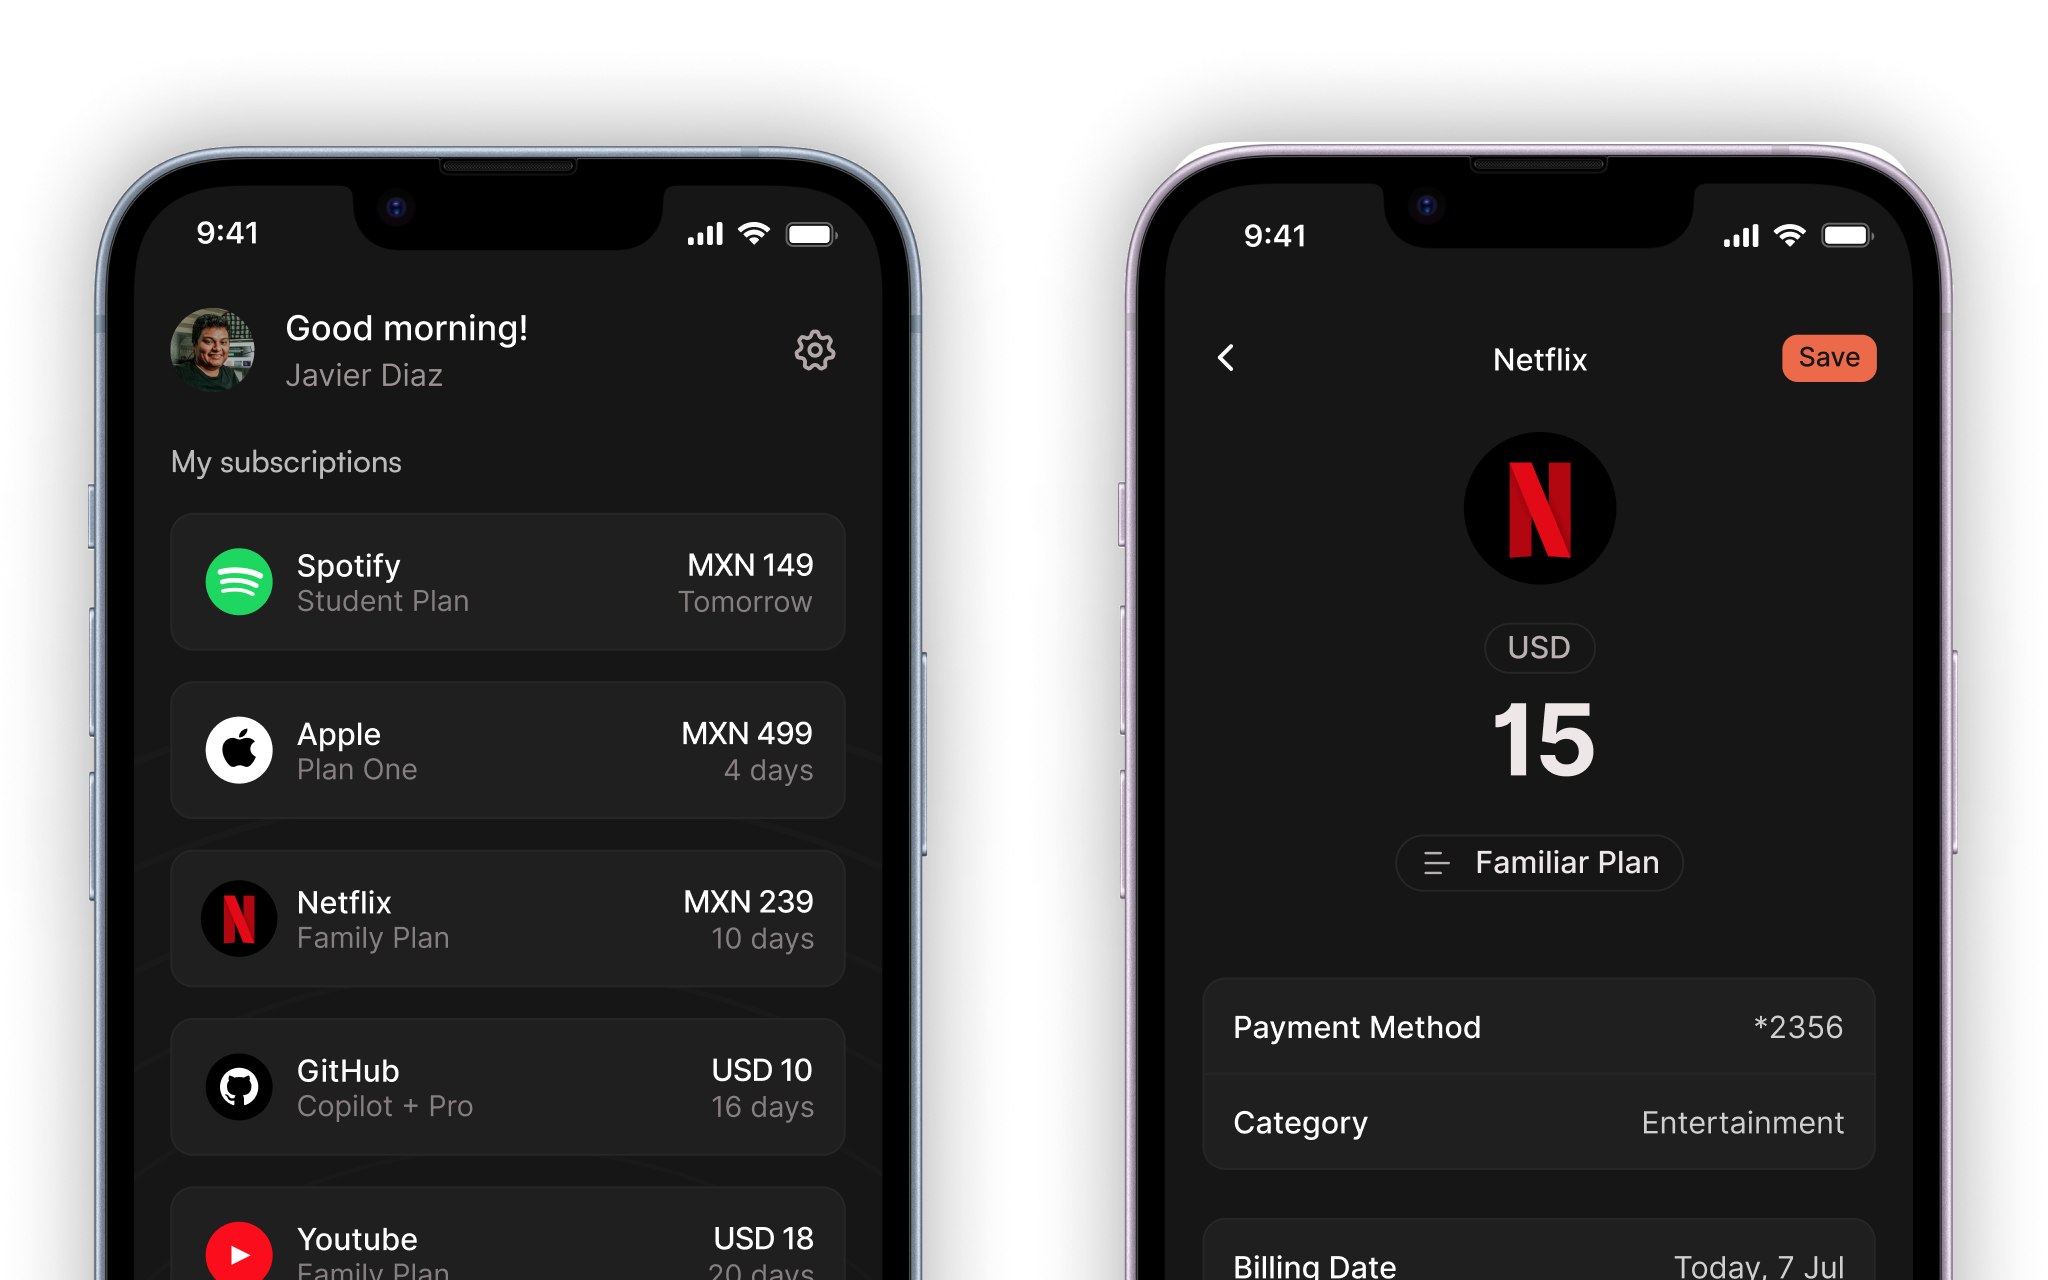 9:41
Good morning!
Javier Diaz
My subscriptions
Spotify
Student Plan
MXN 149
Tomorrow
Apple
Plan One
MXN 499
4 days
Netflix
Family Plan
MXN 239
10 days
GitHub
Copilot + Pro
USD 10
16 days
Youtube
Family Plan
USD 18
20 days
9:41
Netflix
Save
USD
15
Familiar Plan
Payment Method
*2356
Category
Entertainment
Billing Date
Today, 7 Jul